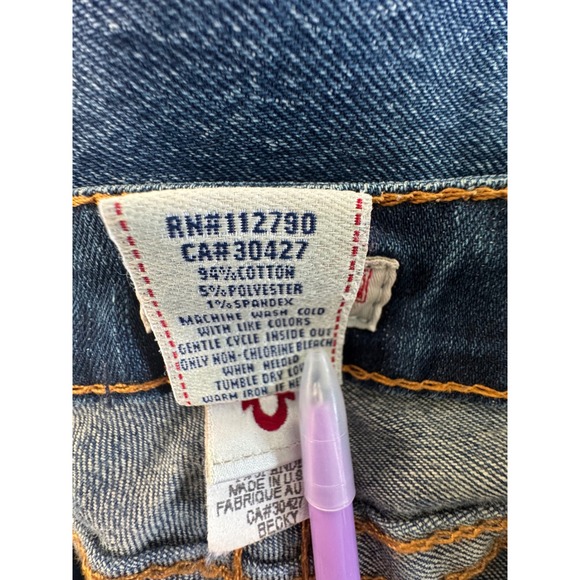 RN#112790
CA#30427
94%COTTON
5%POLYESTER
1%SPANDEX
MACHINE WASH COLD
WITH LIKE COLORS
GENTLE CYCLE INSIDE OUT
ONLY NON-CHLORINE BLEACH
WHEN NEEDED
TUMBLE DRY LOW
WARM IRON IF
MADE IN U.S
FABRIQUE AU
CA#30427
BECKY